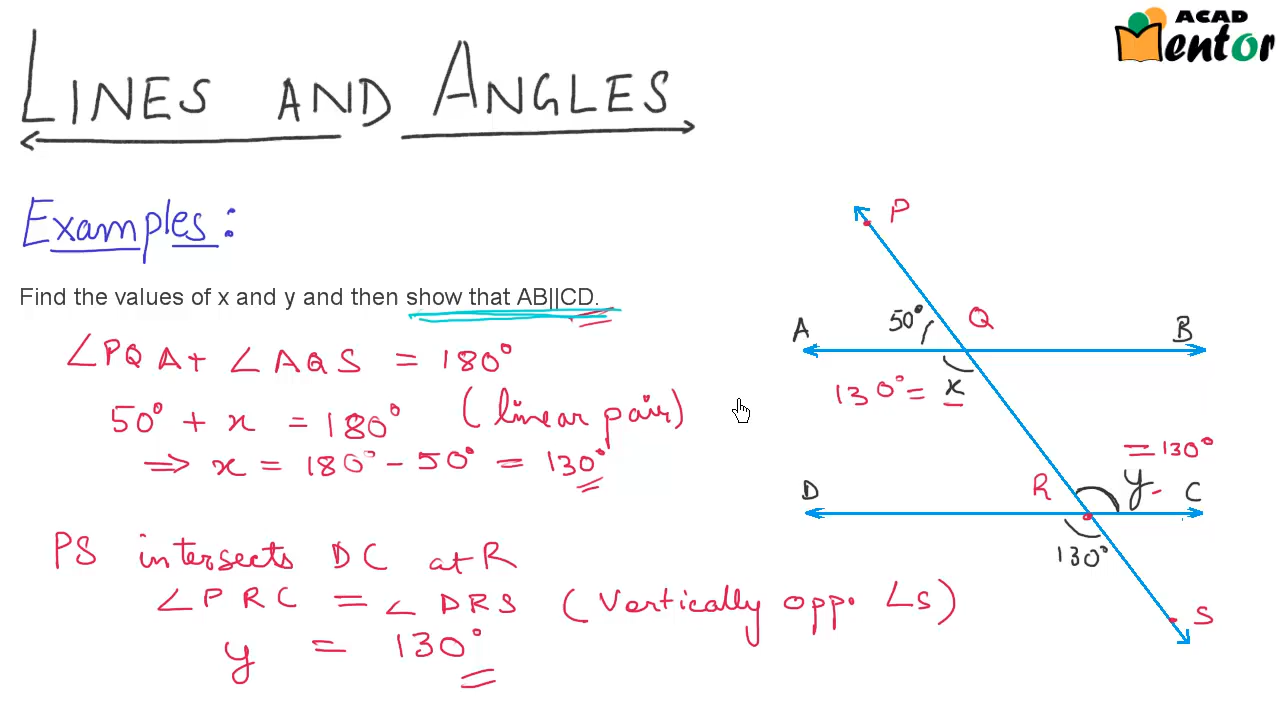 ACAD
Mentor
LINES AND ANGLES
Examples:
Find the values of x and y and then show that AB||CD.
∠PQA + ∠AQS = 180°
50° + x = 180° (linear pair)
⟹ x = 180° - 50° = 130°
PS intersects DC at R
∠PRC = ∠DRS (Vertically opp. ∠s)
y = 130°
P
50° Q
A B
130° = x
= 130°
D R y C
130°
S